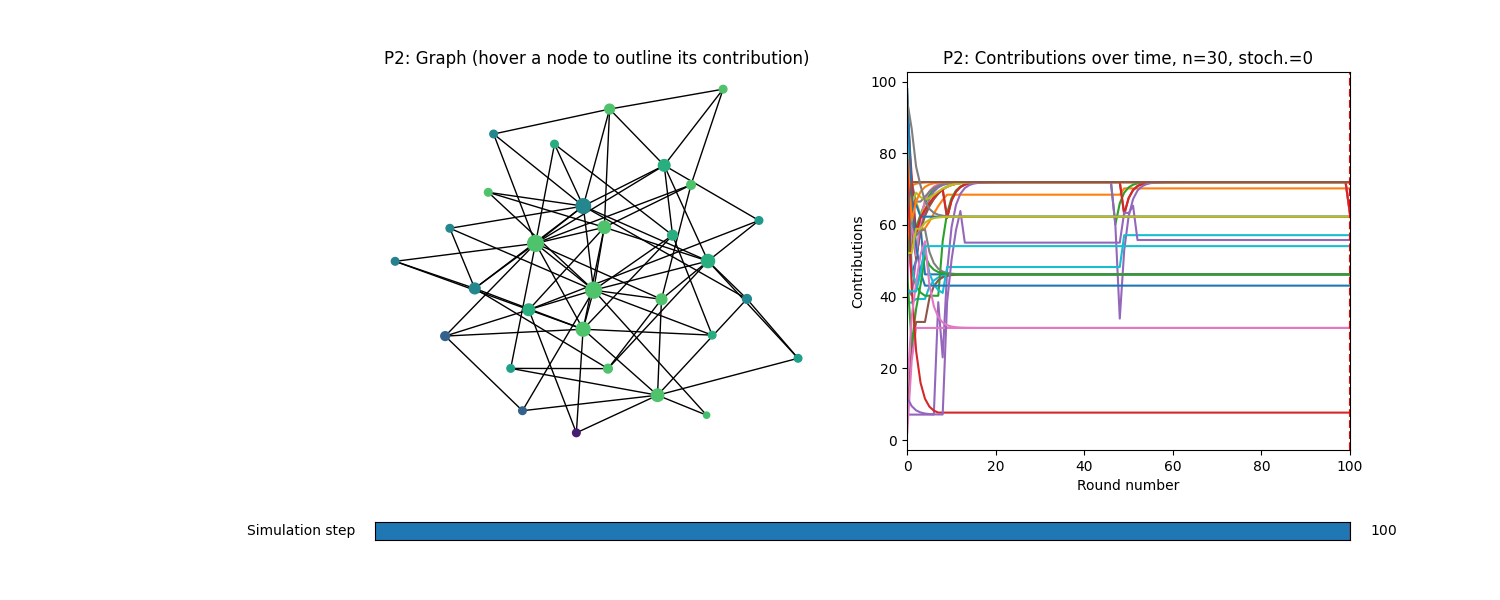 P2: Graph (hover a node to outline its contribution)
P2: Contributions over time, n=30, stoch.=0
100
80
60
40
20
0
Contributions
0 20 40 60 80 100
Round number
Simulation step 100